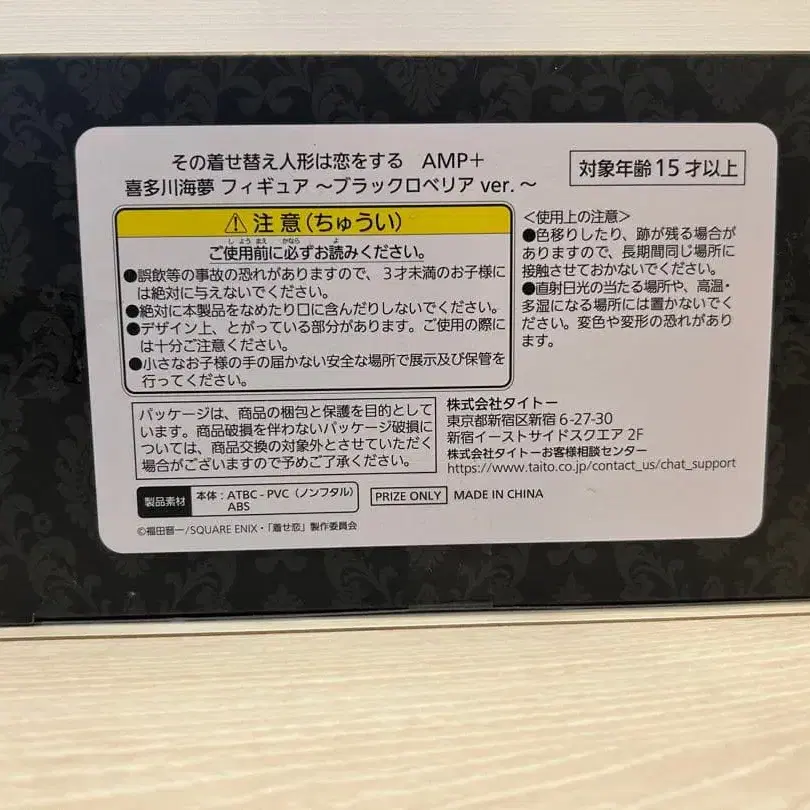 その着せ替え人形は恋をする AMP＋
喜多川海夢 フィギュア ～ブラックロベリア ver.～
対象年齢15才以上
⚠注意(ちゅうい)
ご使用前に必ずお読みください。
しようまえ かなら よ
●誤飲等の事故の恐れがありますので、3才未満のお子様に
は絶対に与えないでください。
●絶対に本製品をなめたり口に含んだりしないでください。
●デザイン上、とがっている部分があります。ご使用の際に
は十分ご注意ください。
●小さなお子様の手の届かない安全な場所で展示及び保管を
行ってください。
＜使用上の注意＞
●色移りしたり、跡が残る場合が
ありますので、長期間同じ場所に
接触させておかないでください。
●直射日光の当たる場所や、高温・
多湿になる場所には置かないでく
ださい。変色や変形の恐れがあり
ます。
パッケージは、商品の梱包と保護を目的として
います。商品破損を伴わないパッケージ破損に
ついては、商品交換の対象外とさせていただく
場合がございますので予めご了承ください。
株式会社タイトー
東京都新宿区新宿 6-27-30
新宿イーストサイドスクエア 2F
株式会社タイトーお客様相談センター
https://www.taito.co.jp/contact_us/chat_support
製品素材
本体：ATBC-PVC（ノンフタル）
ABS
PRIZE ONLY MADE IN CHINA
©福田晋一/SQUARE ENIX・「着せ恋」製作委員会